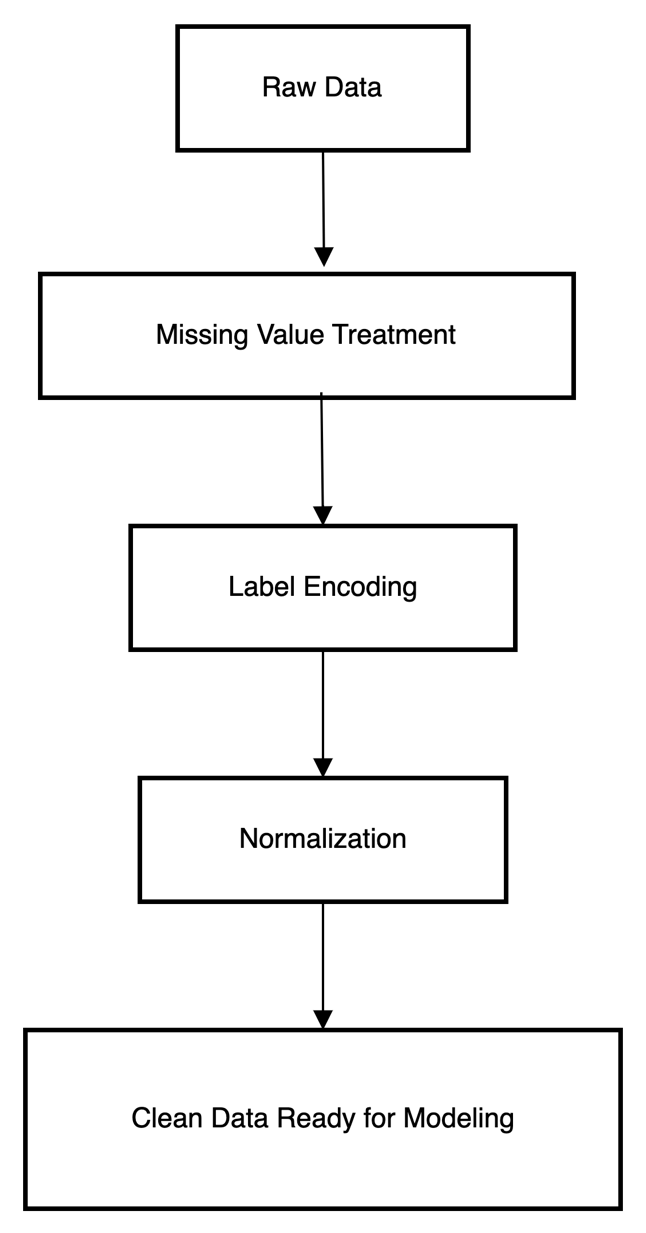 Raw Data
Missing Value Treatment
Label Encoding
Normalization
Clean Data Ready for Modeling